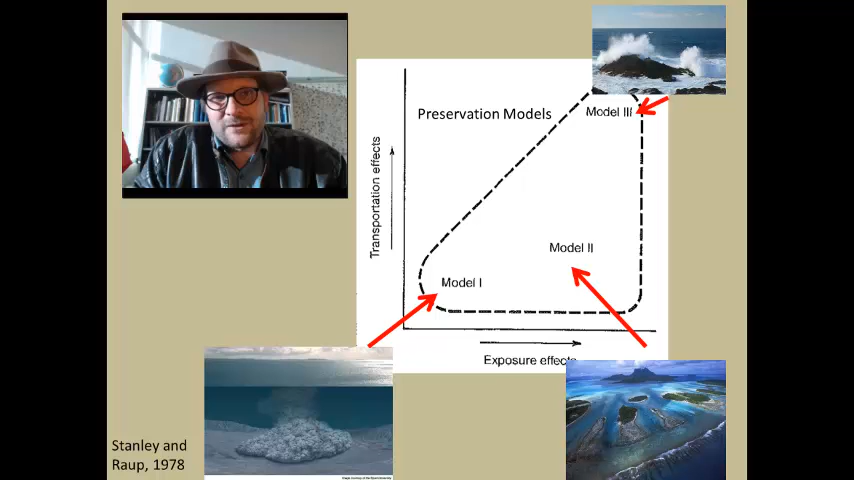 Preservation Models
Model III
Transportation effects
Model II
Model I
Exposure effects
Stanley and
Raup, 1978